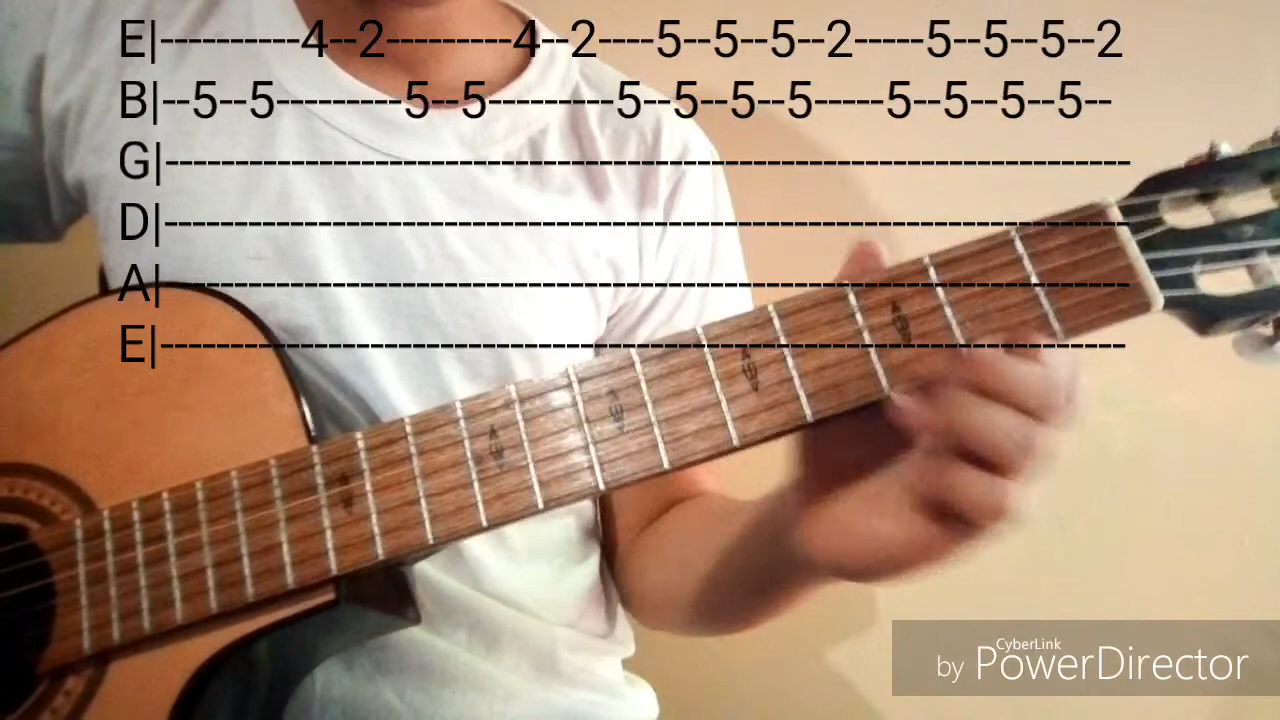 E|----------4--2---------4--2----5--5--5--2-----5--5--5--2
B|--5--5---------5--5---------5--5--5--5-----5--5--5--5--
G|---------------------------------------------------------------------
D|---------------------------------------------------------------------
A|---------------------------------------------------------------------
E|---------------------------------------------------------------------
CyberLink
by PowerDirector